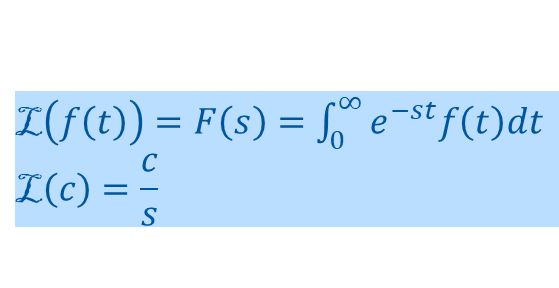 ℒ(f(t)) = F(s) = ∫₀^∞ e^{−st} f(t)dt
ℒ(c) = c/s